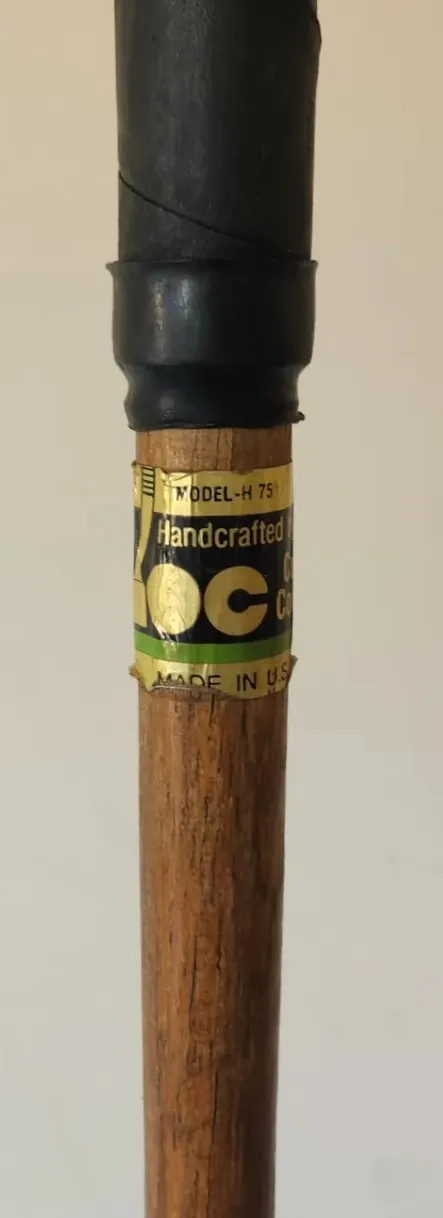 MODEL-H 75
Handcrafted
OC
MADE IN U.S